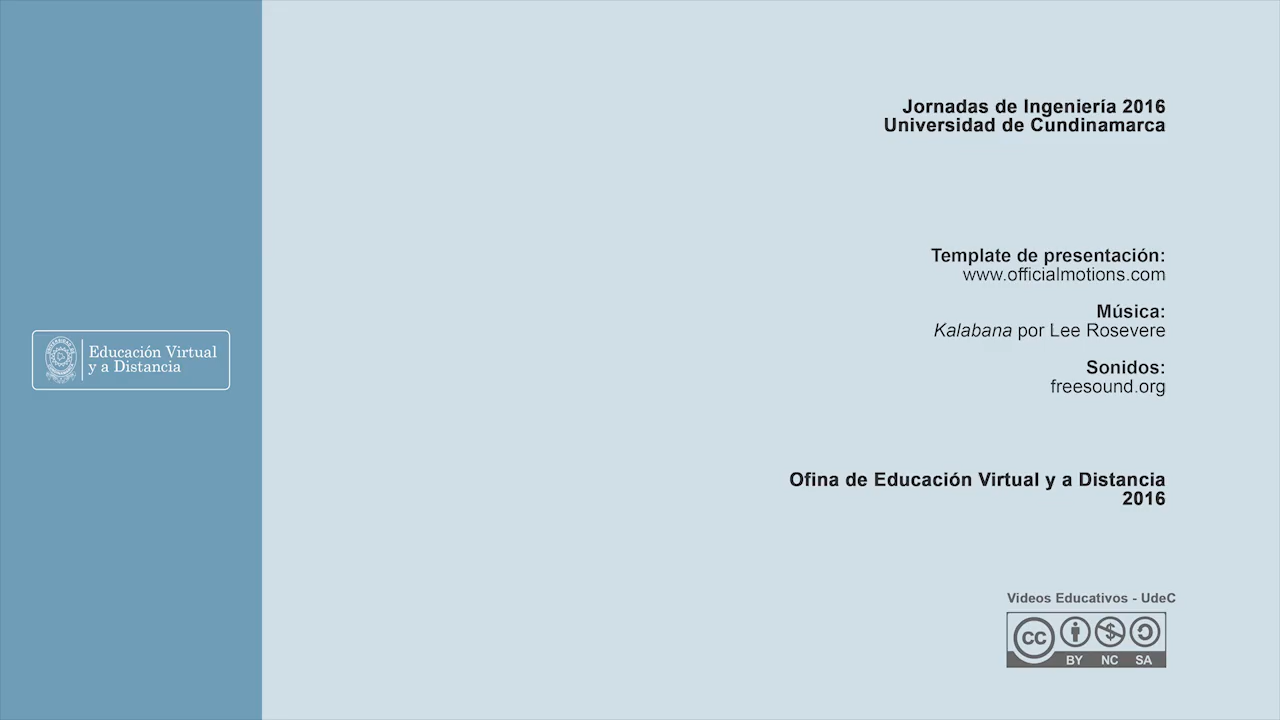 Educación Virtual
y a Distancia
Jornadas de Ingeniería 2016
Universidad de Cundinamarca
Template de presentación:
www.officialmotions.com
Música:
Kalabana por Lee Rosevere
Sonidos:
freesound.org
Ofina de Educación Virtual y a Distancia
2016
Videos Educativos - UdeC
cc
BY NC SA